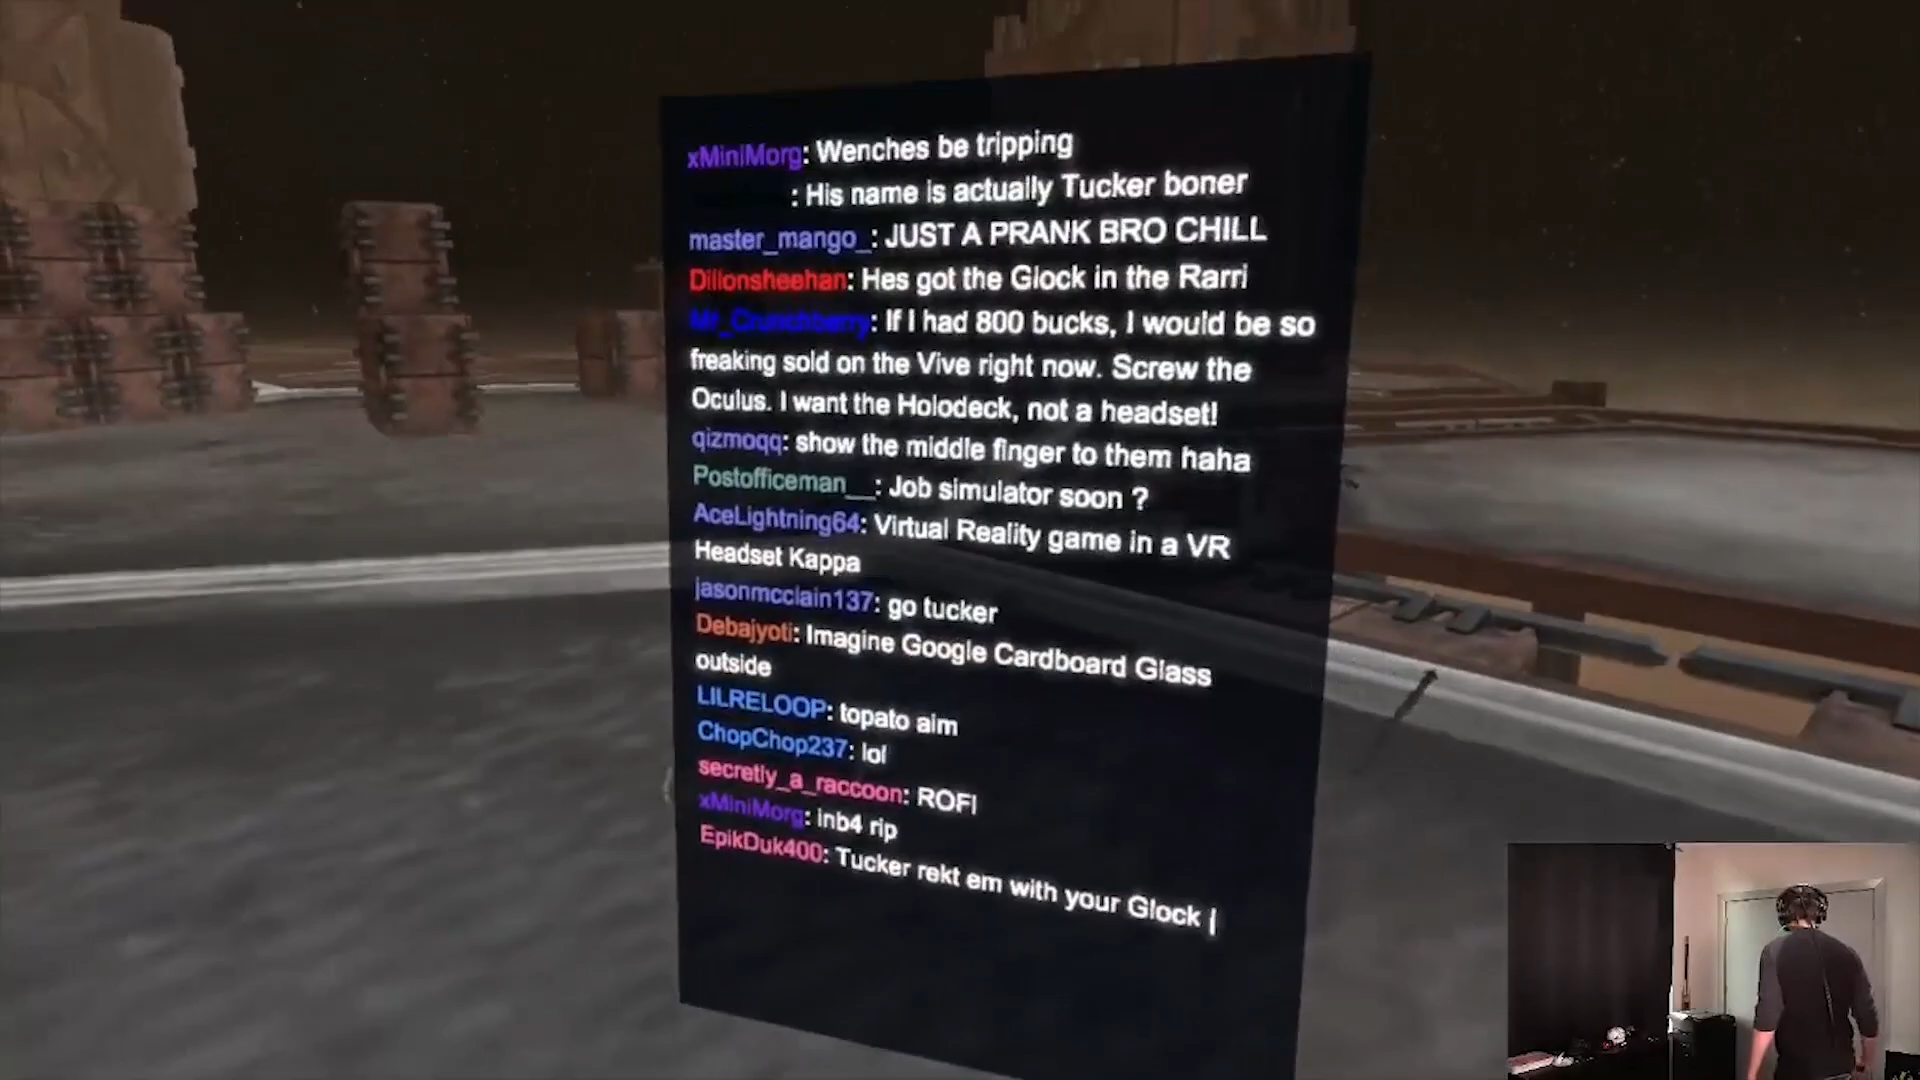 xMiniMorg: Wenches be tripping
: His name is actually Tucker boner
master_mango_: JUST A PRANK BRO CHILL
Dillonsheehan: Hes got the Glock in the Rarri
Mr_Crunchberry: If I had 800 bucks, I would be so
freaking sold on the Vive right now. Screw the
Oculus. I want the Holodeck, not a headset!
qizmoqq: show the middle finger to them haha
Postofficeman__: Job simulator soon ?
AceLightning64: Virtual Reality game in a VR
Headset Kappa
jasonmcclain137: go tucker
Debajyoti: Imagine Google Cardboard Glass
outside
LILRELOOP: topato aim
ChopChop237: lol
secretly_a_raccoon: ROFl
xMiniMorg: inb4 rip
EpikDuk400: Tucker rekt em with your Glock |